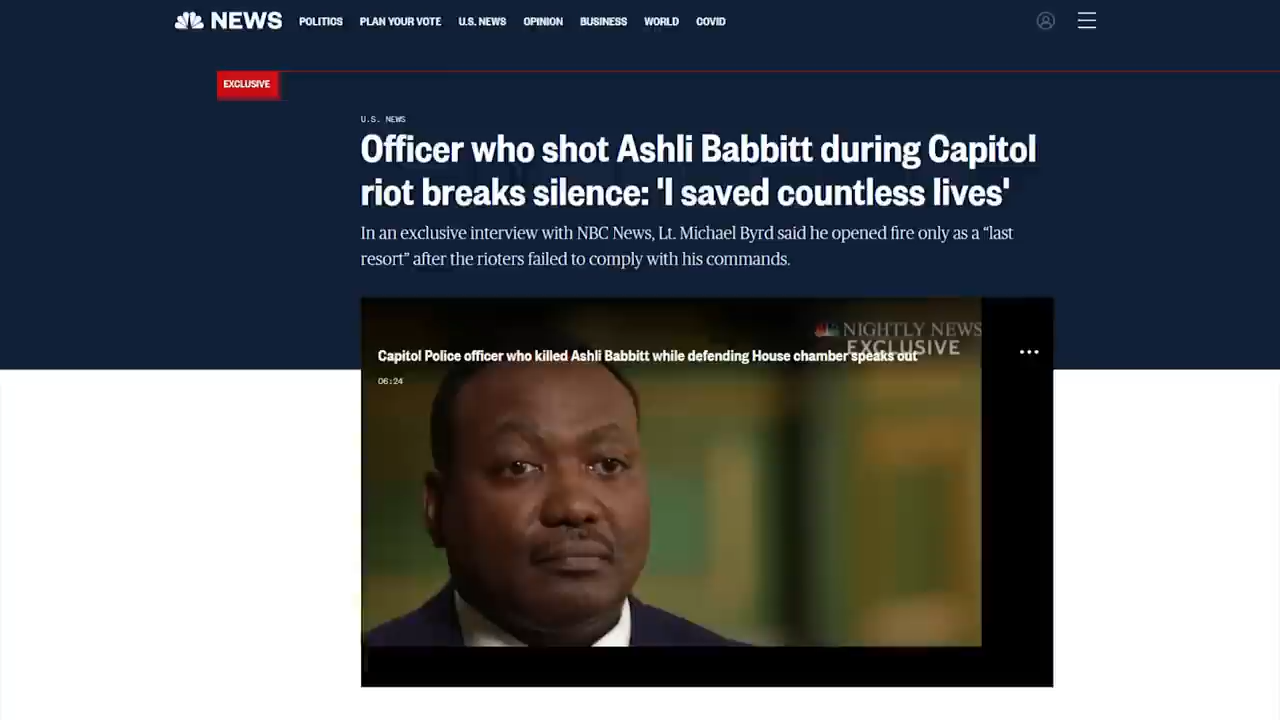 NEWS POLITICS PLAN YOUR VOTE U.S. NEWS OPINION BUSINESS WORLD COVID
EXCLUSIVE
U.S. NEWS
Officer who shot Ashli Babbitt during Capitol
riot breaks silence: 'I saved countless lives'
In an exclusive interview with NBC News, Lt. Michael Byrd said he opened fire only as a “last
resort” after the rioters failed to comply with his commands.
NIGHTLY NEWS
EXCLUSIVE
Capitol Police officer who killed Ashli Babbitt while defending House chamber speaks out
06:24